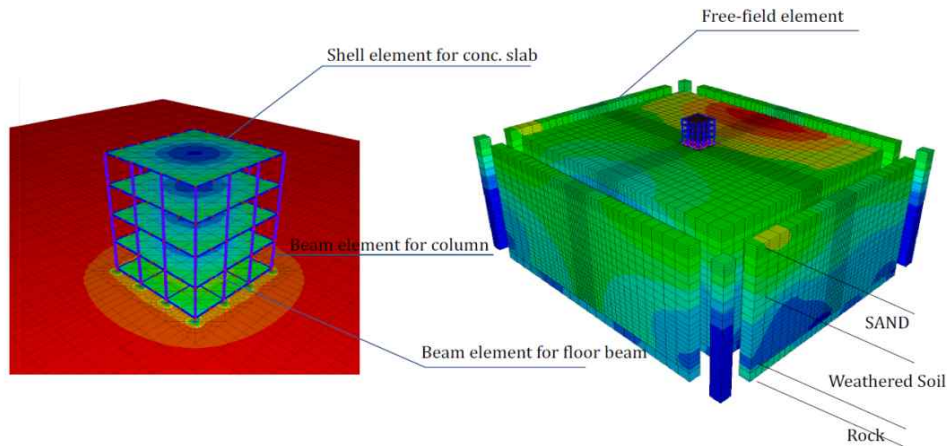 Free-field element
Shell element for conc. slab
Beam element for column
SAND
Beam element for floor beam
Weathered Soil
Rock